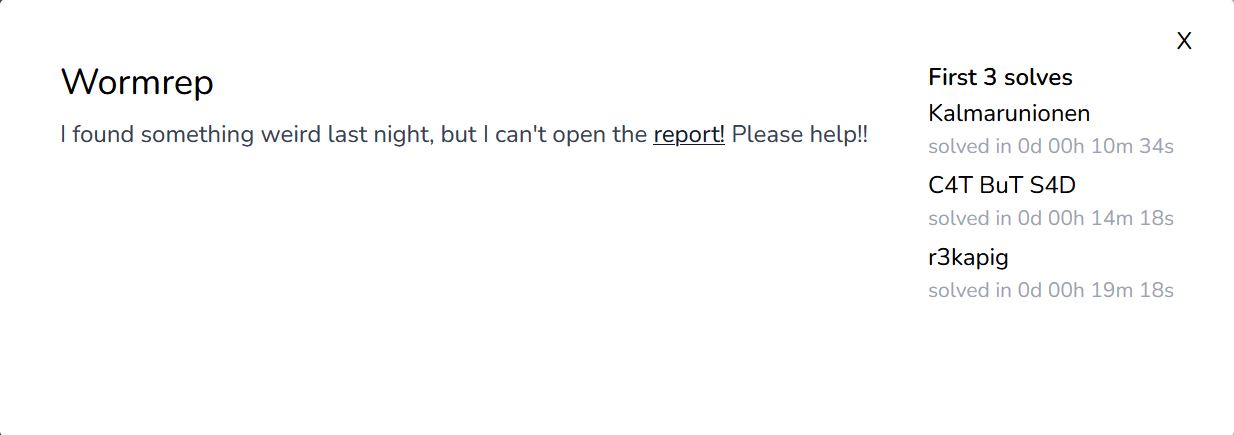 X
Wormrep
I found something weird last night, but I can't open the report! Please help!!
First 3 solves
Kalmarunionen
solved in 0d 00h 10m 34s
C4T BuT S4D
solved in 0d 00h 14m 18s
r3kapig
solved in 0d 00h 19m 18s